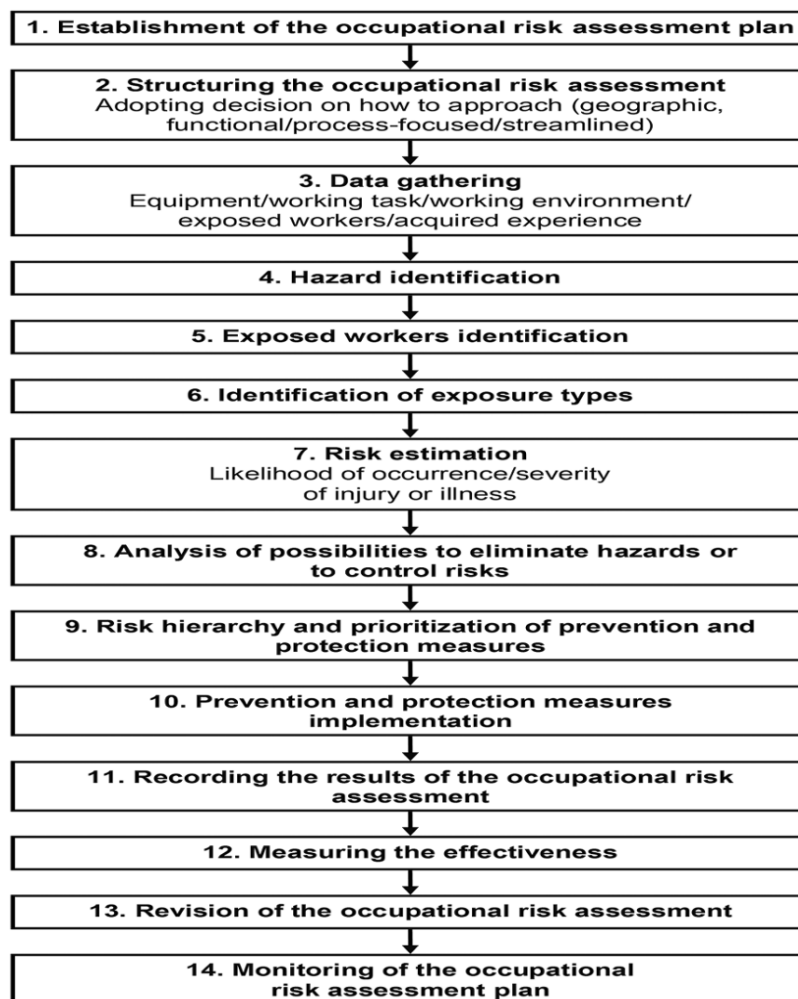 1. Establishment of the occupational risk assessment plan
2. Structuring the occupational risk assessment
Adopting decision on how to approach (geographic,
functional/process-focused/streamlined)
3. Data gathering
Equipment/working task/working environment/
exposed workers/acquired experience
4. Hazard identification
5. Exposed workers identification
6. Identification of exposure types
7. Risk estimation
Likelihood of occurrence/severity
of injury or illness
8. Analysis of possibilities to eliminate hazards or
to control risks
9. Risk hierarchy and prioritization of prevention and
protection measures
10. Prevention and protection measures
implementation
11. Recording the results of the occupational risk
assessment
12. Measuring the effectiveness
13. Revision of the occupational risk assessment
14. Monitoring of the occupational
risk assessment plan